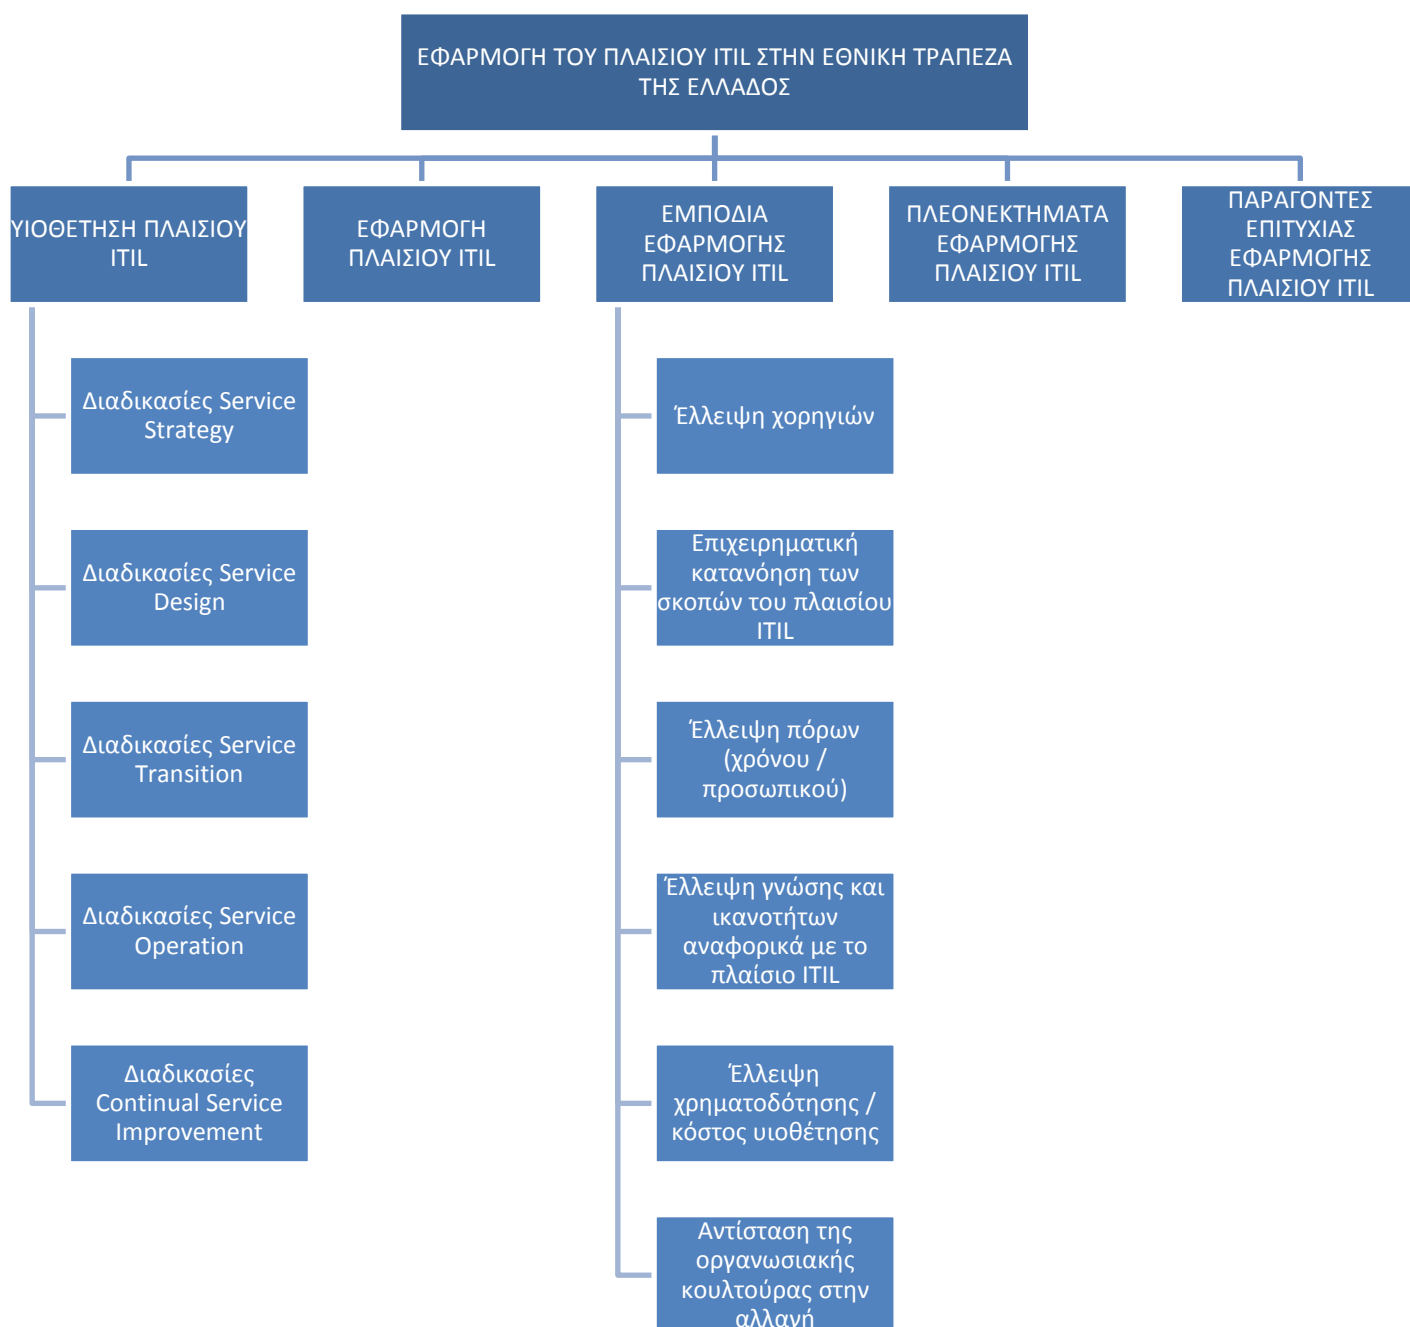 ΕΦΑΡΜΟΓΗ ΤΟΥ ΠΛΑΙΣΙΟΥ ITIL ΣΤΗΝ ΕΘΝΙΚΗ ΤΡΑΠΕΖΑ
ΤΗΣ ΕΛΛΑΔΟΣ
ΥΙΟΘΕΤΗΣΗ ΠΛΑΙΣΙΟΥ
ITIL
Διαδικασίες Service
Strategy
Διαδικασίες Service
Design
Διαδικασίες Service
Transition
Διαδικασίες Service
Operation
Διαδικασίες
Continual Service
Improvement
ΕΦΑΡΜΟΓΗ
ΠΛΑΙΣΙΟΥ ITIL
ΕΜΠΟΔΙΑ
ΕΦΑΡΜΟΓΗΣ
ΠΛΑΙΣΙΟΥ ITIL
Έλλειψη χορηγιών
Επιχειρηματική
κατανόηση των
σκοπών του πλαισίου
ITIL
Έλλειψη πόρων
(χρόνου /
προσωπικού)
Έλλειψη γνώσης και
ικανοτήτων
αναφορικά με το
πλαίσιο ITIL
Έλλειψη
χρηματοδότησης /
κόστος υιοθέτησης
Αντίσταση της
οργανωσιακής
κουλτούρας στην
αλλαγή
ΠΛΕΟΝΕΚΤΗΜΑΤΑ
ΕΦΑΡΜΟΓΗΣ
ΠΛΑΙΣΙΟΥ ITIL
ΠΑΡΑΓΟΝΤΕΣ
ΕΠΙΤΥΧΙΑΣ
ΕΦΑΡΜΟΓΗΣ
ΠΛΑΙΣΙΟΥ ITIL